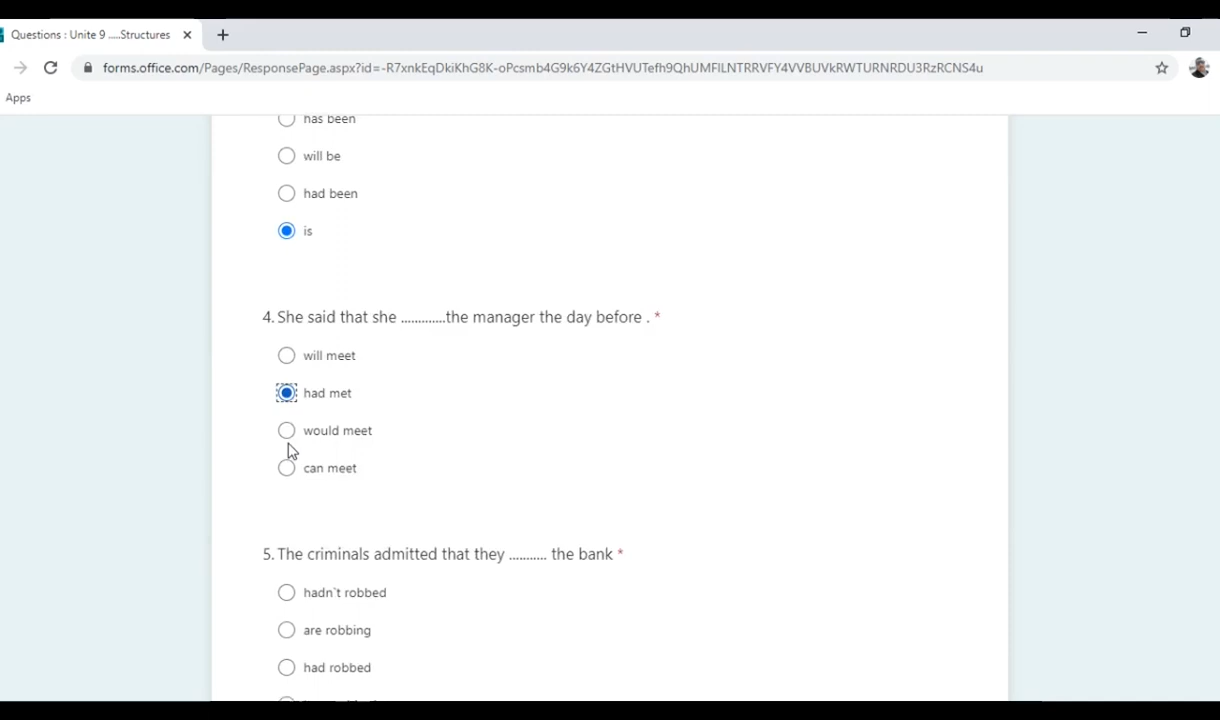 Questions : Unite 9 .....Structures
forms.office.com/Pages/ResponsePage.aspx?id=-R7xnkEqDkiKhG8K-oPcsmb4G9k6Y4ZGtHVUTefh9QhUMFlLNTRRVFY4VVBUVkRWTURNRDU3RzRCNS4u
Apps
has been
will be
had been
is
4. She said that she .............the manager the day before . *
will meet
had met
would meet
can meet
5. The criminals admitted that they ........... the bank *
hadn`t robbed
are robbing
had robbed